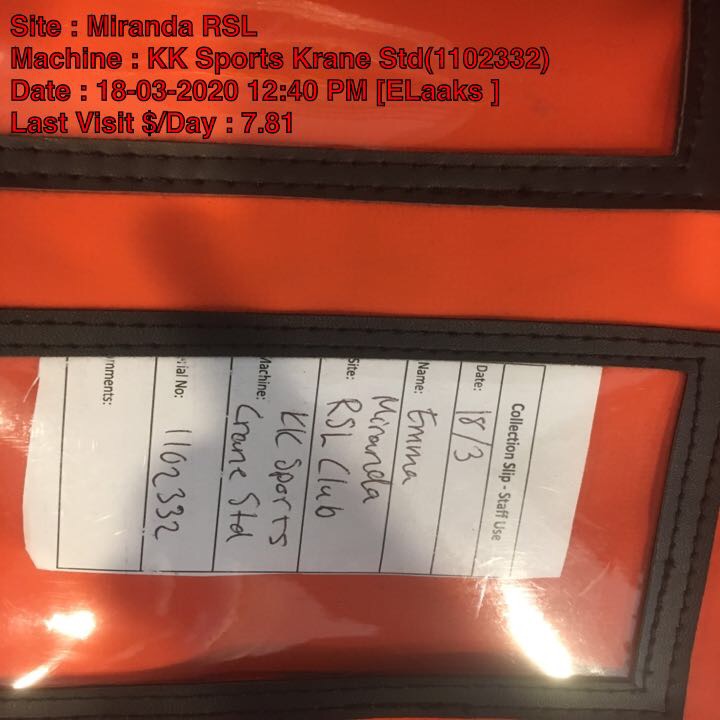 Site : Miranda RSL
Machine : KK Sports Krane Std(1102332)
Date : 18-03-2020 12:40 PM [ELaaks ]
Last Visit $/Day : 7.81
Collection Slip - Staff Use
Date: 18/3
Name: Emma
Site: Miranda
RSL Club
Machine: KK Sports
Crane Std
rial No: 1102332
mments: